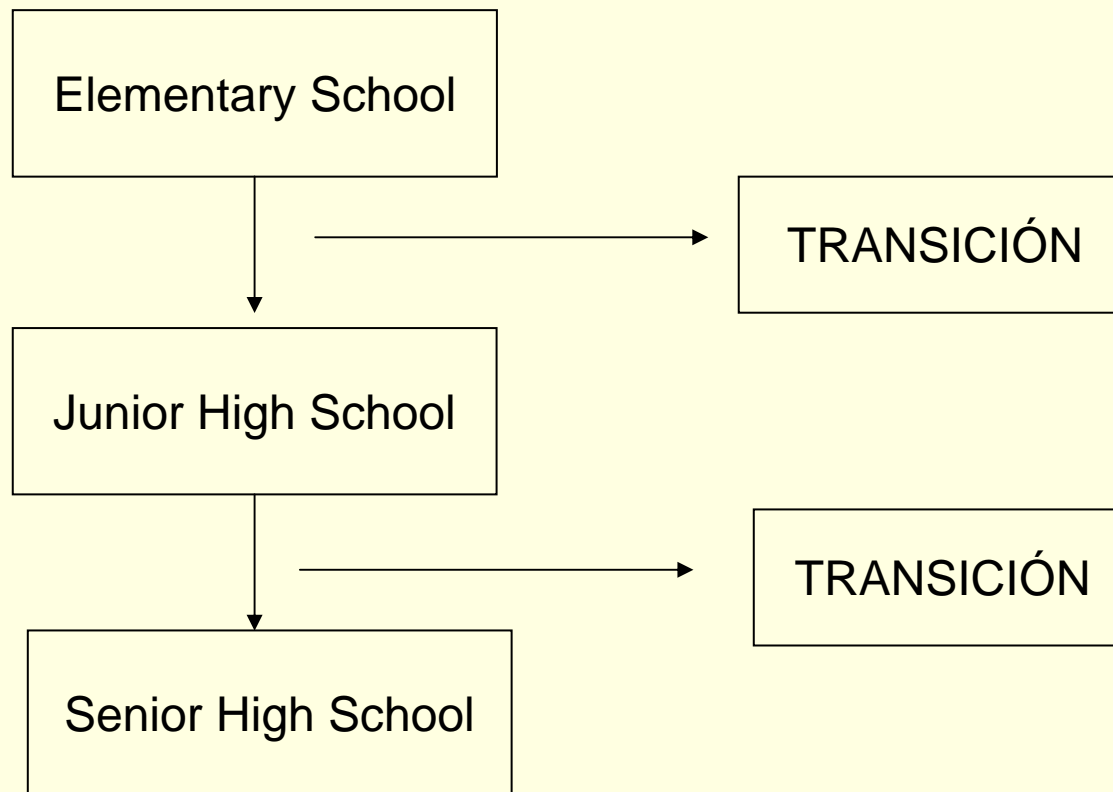 Elementary School
TRANSICIÓN
Junior High School
TRANSICIÓN
Senior High School